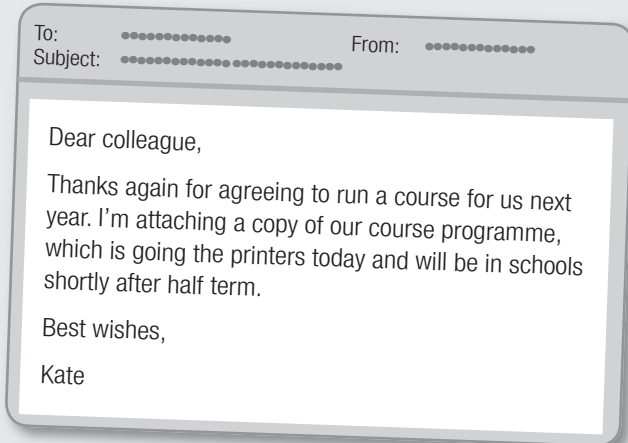 To:
From:
Subject:
Dear colleague,
Thanks again for agreeing to run a course for us next
year. I'm attaching a copy of our course programme,
which is going the printers today and will be in schools
shortly after half term.
Best wishes,
Kate